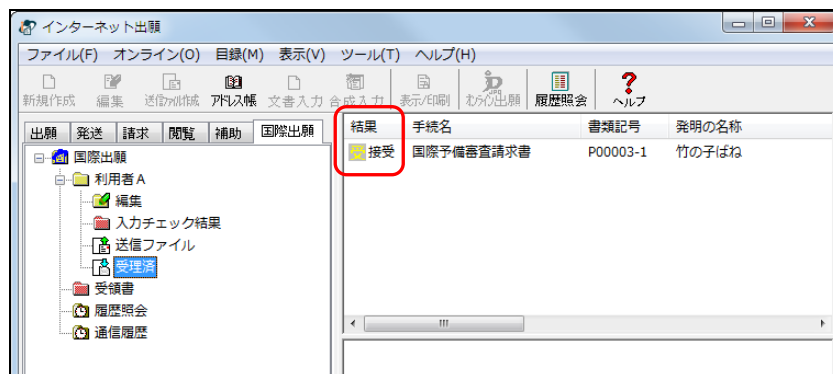 インターネット出願
ファイル(F) オンライン(O) 目録(M) 表示(V) ツール(T) ヘルプ(H)
新規作成 編集 送信ファイル作成 アドレス帳 文書入力 合成入力 表示/印刷 オンライン出願 履歴照会 ヘルプ
出願 発送 請求 閲覧 補助 国際出願
結果 手続名 書類記号 発明の名称
接受 国際予備審査請求書 P00003-1 竹の子ばね
国際出願
利用者A
編集
入力チェック結果
送信ファイル
受理済
受領書
履歴照会
通信履歴